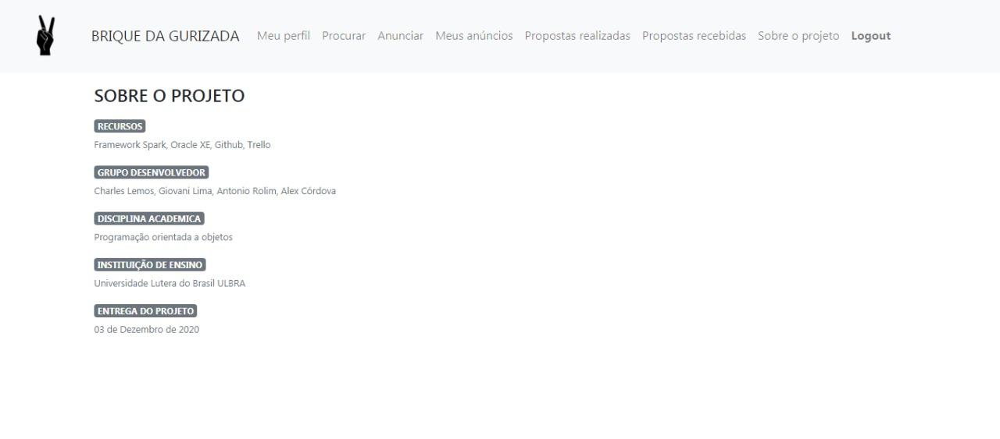 BRIQUE DA GURIZADA Meu perfil Procurar Anunciar Meus anúncios Propostas realizadas Propostas recebidas Sobre o projeto Logout
SOBRE O PROJETO
RECURSOS
Framework Spark, Oracle XE, Github, Trello
GRUPO DESENVOLVEDOR
Charles Lemos, Giovani Lima, Antonio Rolim, Alex Córdova
DISCIPLINA ACADEMICA
Programação orientada a objetos
INSTITUIÇÃO DE ENSINO
Universidade Lutera do Brasil ULBRA
ENTREGA DO PROJETO
03 de Dezembro de 2020